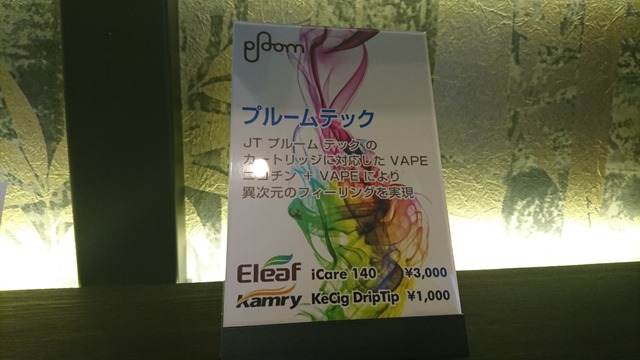 ploom
プルームテック
JT プルーム テック の
カートリッジに対応した VAPE
ニコチン + VAPE により
異次元のフィーリングを実現
Eleaf iCare 140 ¥3,000
Kamry KeCig DripTip ¥1,000